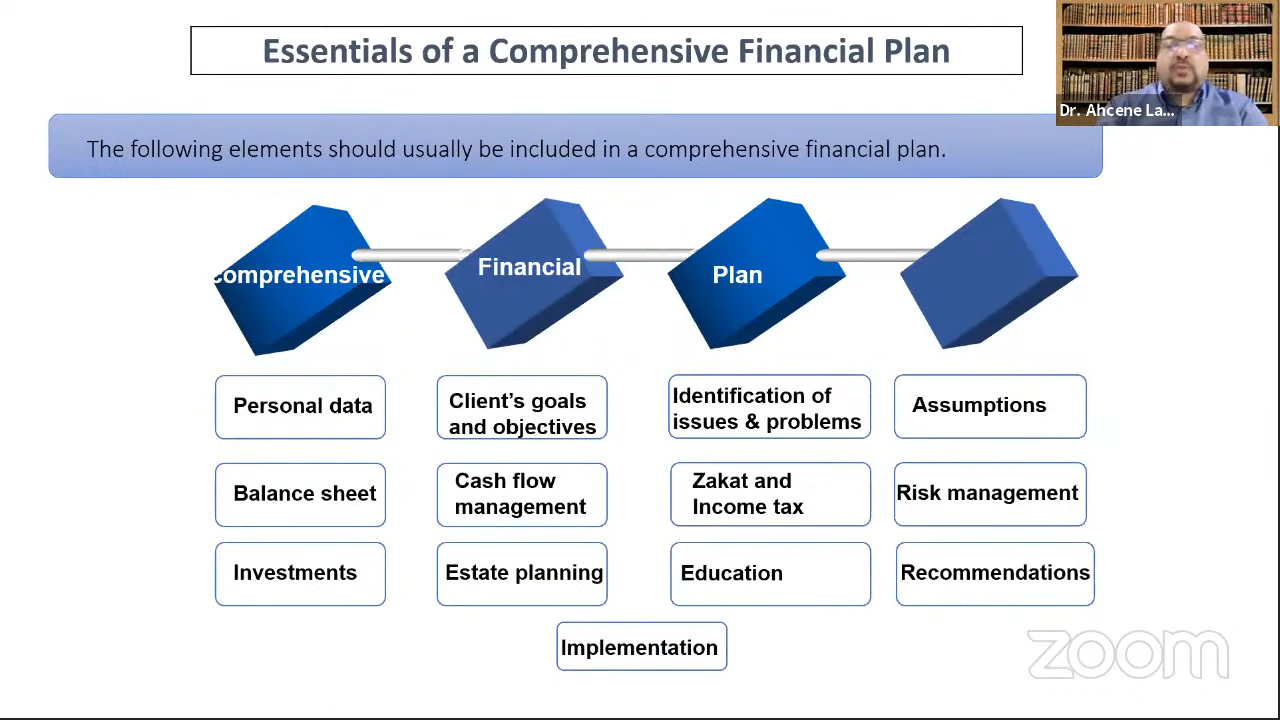 Essentials of a Comprehensive Financial Plan
Dr. Ahcene La...
The following elements should usually be included in a comprehensive financial plan.
Comprehensive
Financial
Plan
Personal data
Client’s goals
and objectives
Identification of
issues & problems
Assumptions
Balance sheet
Cash flow
management
Zakat and
Income tax
Risk management
Investments
Estate planning
Education
Recommendations
Implementation
zoom